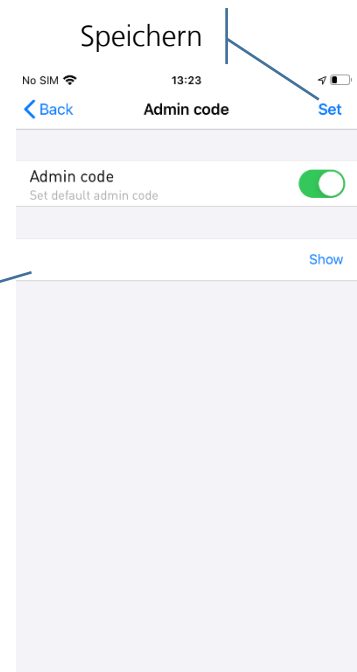 Speichern
No SIM 13:23
Back Admin code Set
Admin code
Set default admin code
Show